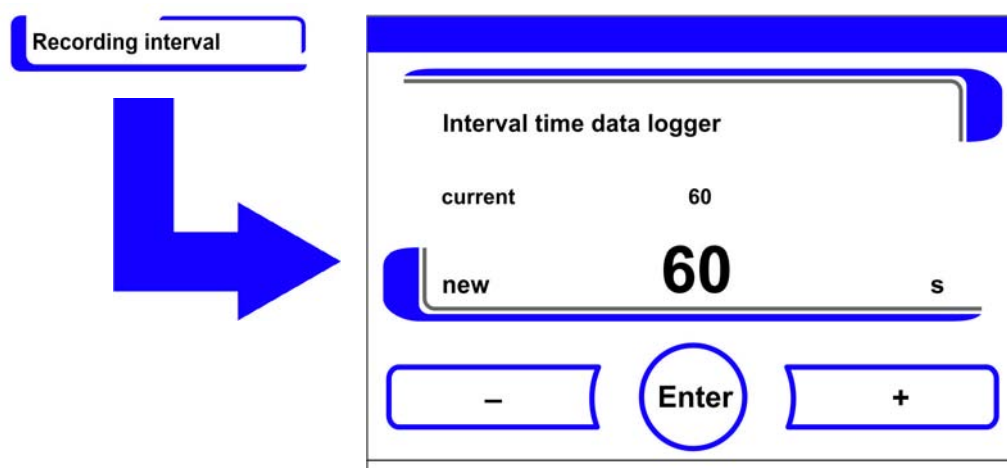 Recording interval
Interval time data logger
current 60
new 60 s
– Enter +